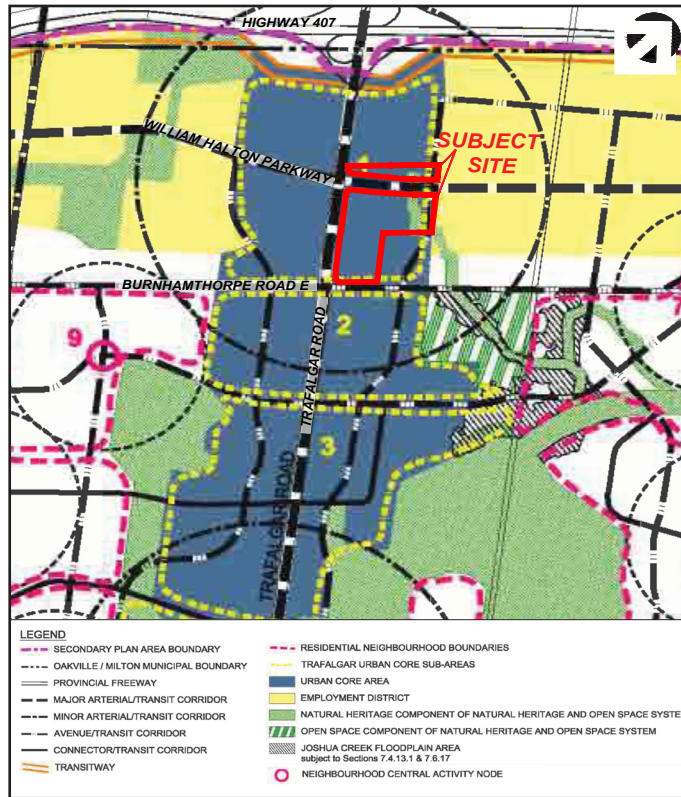 HIGHWAY 407
WILLIAM HALTON PARKWAY
1
SUBJECT
SITE
BURNHAMTHORPE ROAD E
2
9
TRAFALGAR ROAD
3
TRAFALGAR ROAD
LEGEND
SECONDARY PLAN AREA BOUNDARY
OAKVILLE / MILTON MUNICIPAL BOUNDARY
PROVINCIAL FREEWAY
MAJOR ARTERIAL/TRANSIT CORRIDOR
MINOR ARTERIAL/TRANSIT CORRIDOR
AVENUE/TRANSIT CORRIDOR
CONNECTOR/TRANSIT CORRIDOR
TRANSITWAY
RESIDENTIAL NEIGHBOURHOOD BOUNDARIES
TRAFALGAR URBAN CORE SUB-AREAS
URBAN CORE AREA
EMPLOYMENT DISTRICT
NATURAL HERITAGE COMPONENT OF NATURAL HERITAGE AND OPEN SPACE SYSTE
OPEN SPACE COMPONENT OF NATURAL HERITAGE AND OPEN SPACE SYSTEM
JOSHUA CREEK FLOODPLAIN AREA
subject to Sections 7.4.13.1 & 7.6.17
NEIGHBOURHOOD CENTRAL ACTIVITY NODE